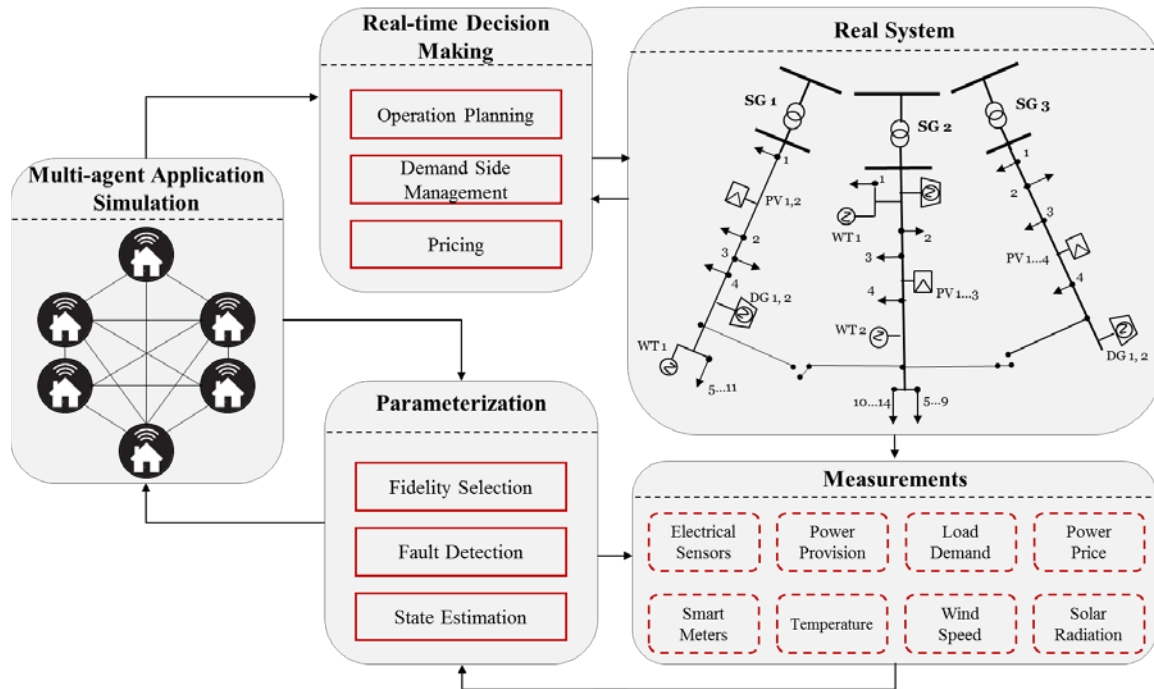 Real-time Decision
Making
Operation Planning
Demand Side
Management
Pricing
Real System
SG 1
SG 2
SG 3
1
PV 1,2
2
3
4
DG 1, 2
WT 1
5...11
1
WT 1
2
3
4
PV 1...3
WT 2
10...14
5...9
1
2
3
PV 1...4
4
DG 1, 2
Multi-agent Application
Simulation
Parameterization
Fidelity Selection
Fault Detection
State Estimation
Measurements
Electrical
Sensors
Power
Provision
Load
Demand
Power
Price
Smart
Meters
Temperature
Wind
Speed
Solar
Radiation